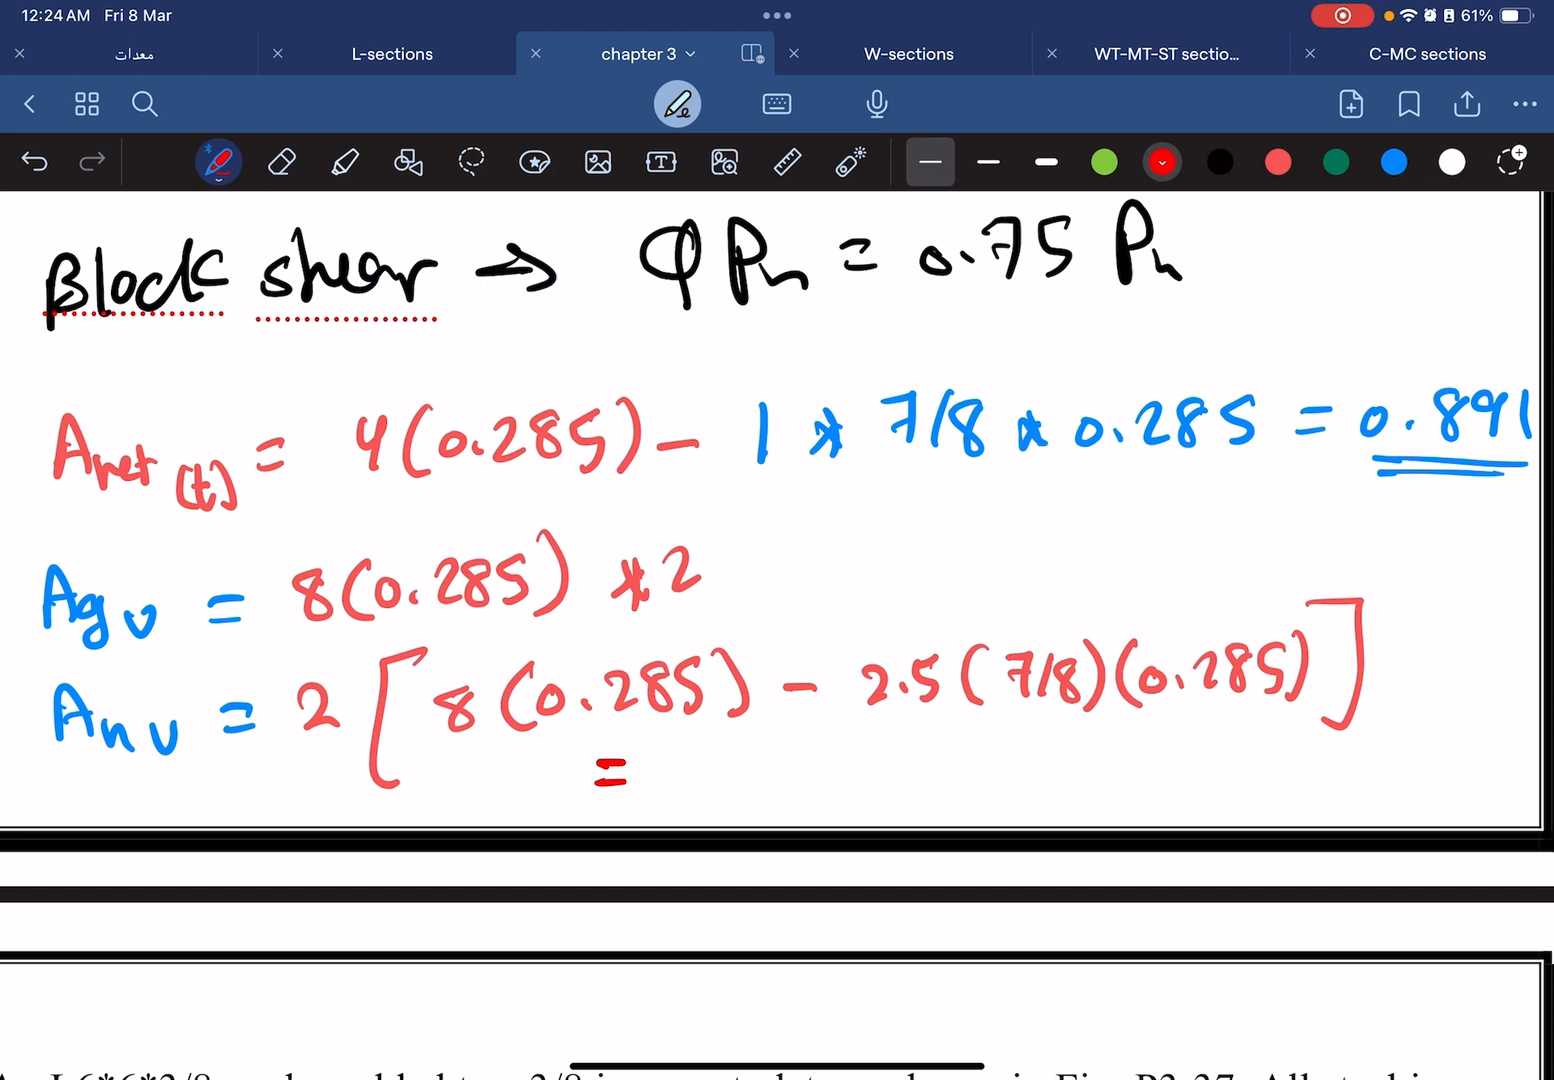 12:24 AM Fri 8 Mar
61%
معدات
L-sections
chapter 3
W-sections
WT-MT-ST sectio...
C-MC sections
Block shear → φ Pn = 0.75 Pn
Anet (t) = 4(0.285) - 1 * 7/8 * 0.285 = 0.891
Agv = 8(0.285) * 2
Anv = 2 [ 8(0.285) - 2.5(7/8)(0.285) ]
=